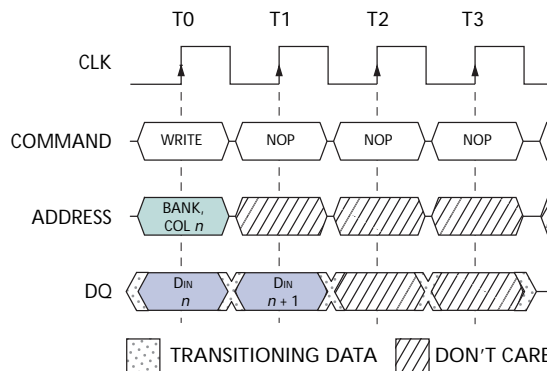 T0 T1 T2 T3
CLK
COMMAND WRITE NOP NOP NOP
ADDRESS BANK,
COL n
DQ DIN DIN
n n + 1
TRANSITIONING DATA DON'T CARE